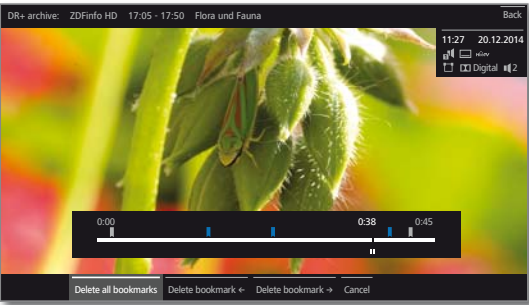 DR+ archive: ZDFinfo HD 17:05 - 17:50 Flora und Fauna Back
11:27 20.12.2014
Digital 2
0:00 0:38 0:45
Delete all bookmarks Delete bookmark ← Delete bookmark → Cancel